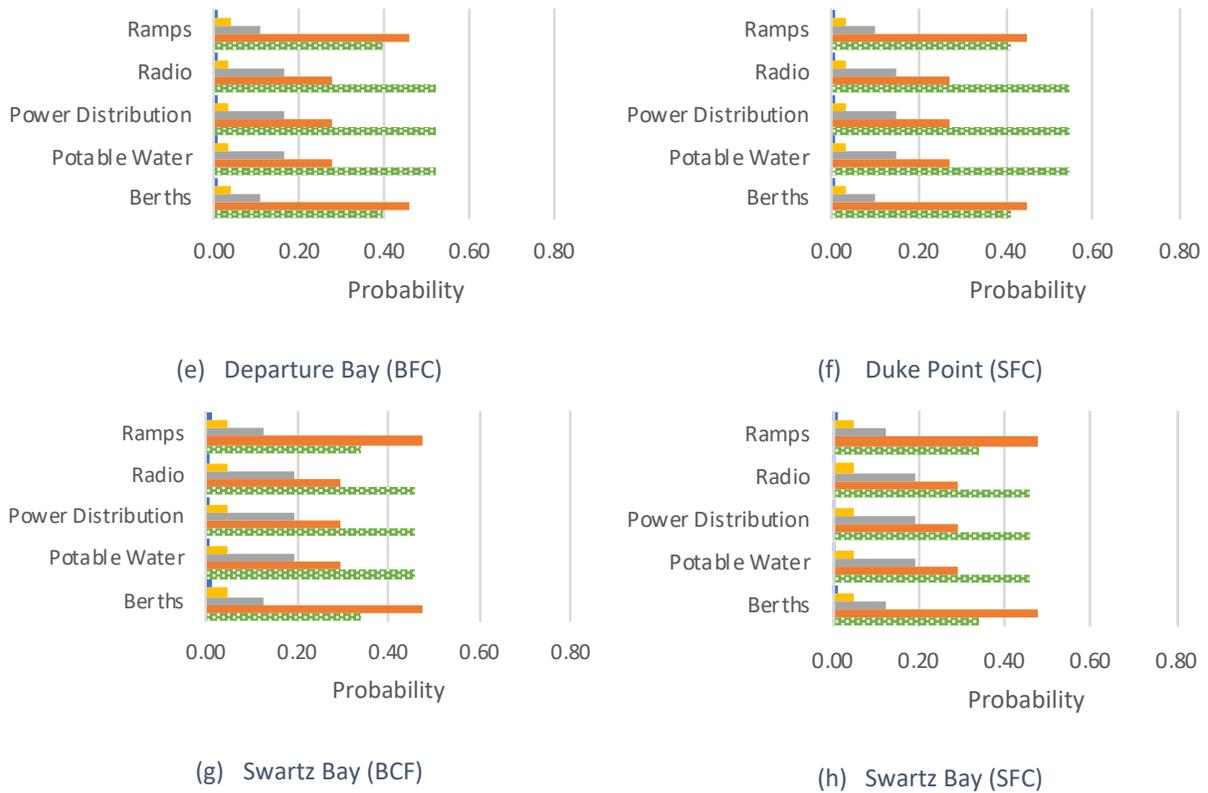 Ramps
Radio
Power Distribution
Potable Water
Berths
0.00 0.20 0.40 0.60 0.80
Probability
(e) Departure Bay (BFC)
Ramps
Radio
Power Distribution
Potable Water
Berths
0.00 0.20 0.40 0.60 0.80
Probability
(f) Duke Point (SFC)
Ramps
Radio
Power Distribution
Potable Water
Berths
0.00 0.20 0.40 0.60 0.80
Probability
(g) Swartz Bay (BCF)
Ramps
Radio
Power Distribution
Potable Water
Berths
0.00 0.20 0.40 0.60 0.80
Probability
(h) Swartz Bay (SFC)